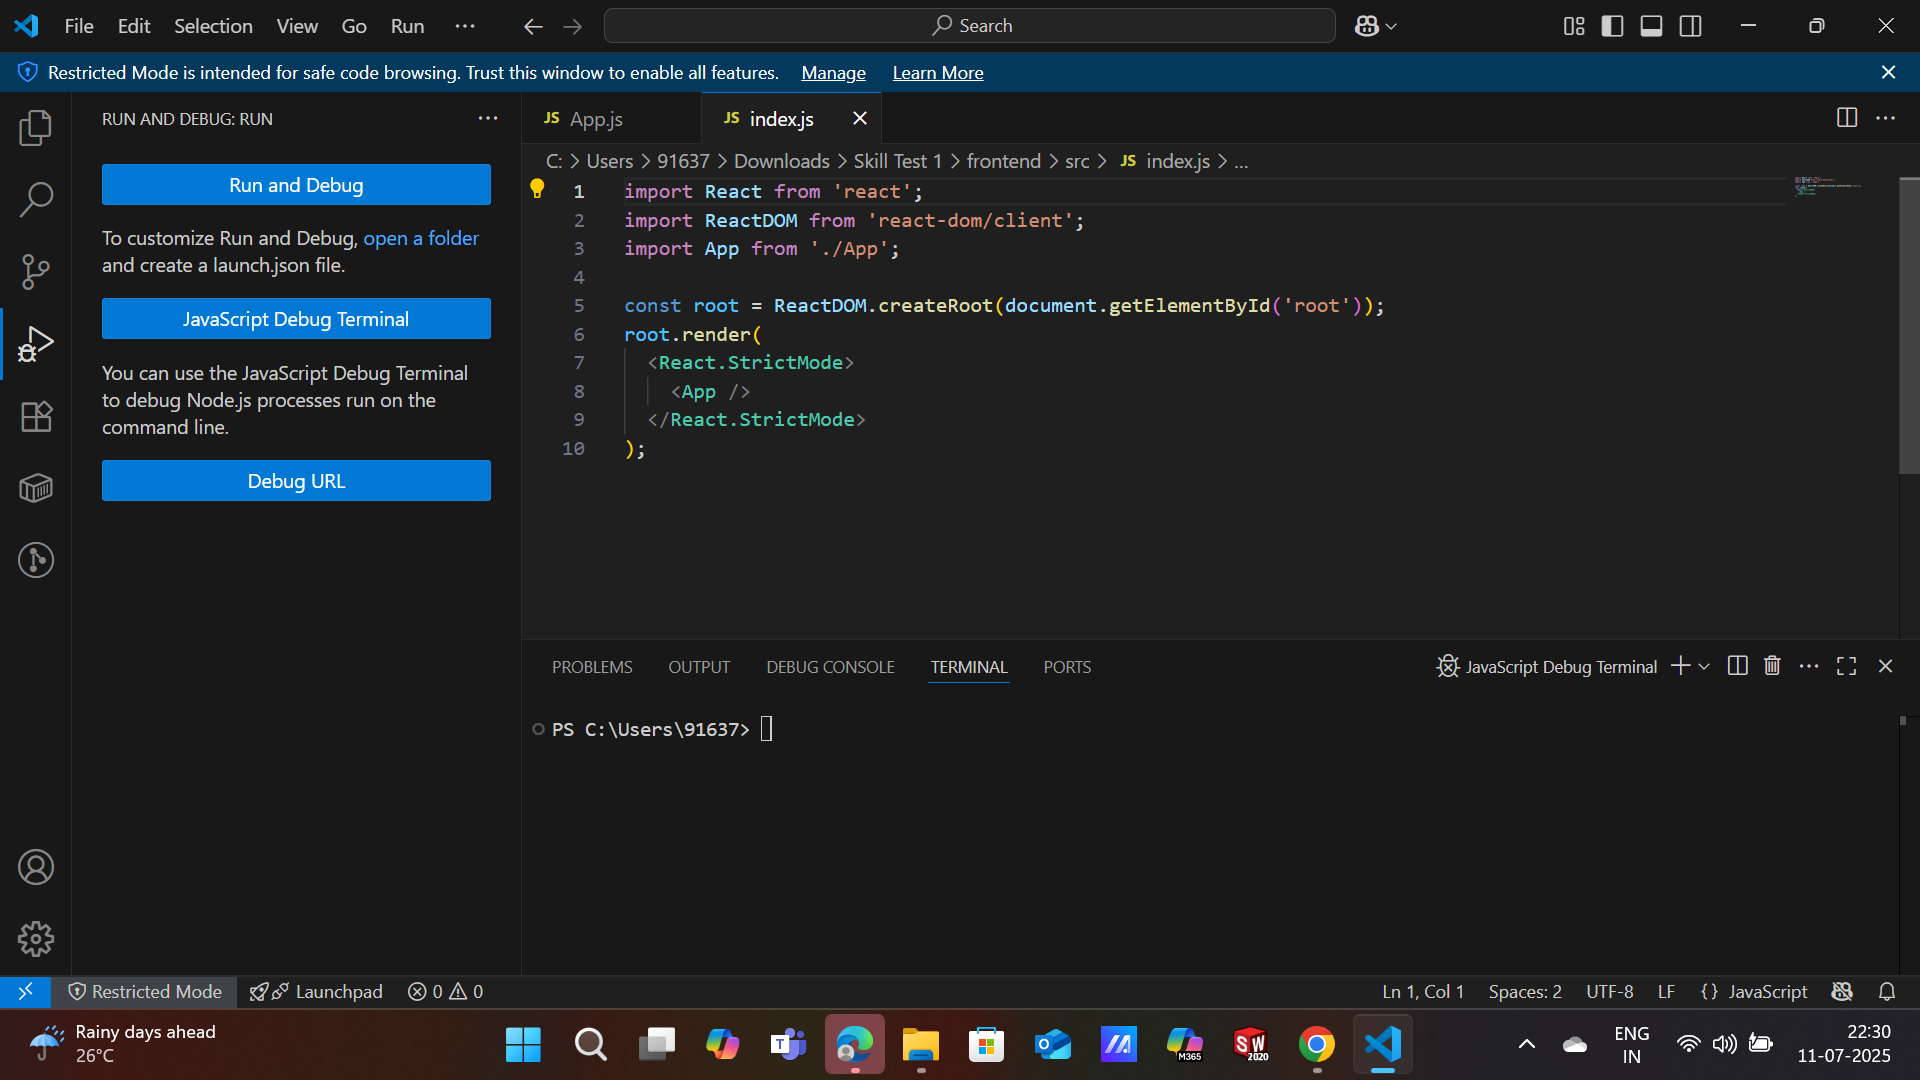 File Edit Selection View Go Run ··· Search
Restricted Mode is intended for safe code browsing. Trust this window to enable all features. Manage Learn More
RUN AND DEBUG: RUN
Run and Debug
To customize Run and Debug, open a folder
and create a launch.json file.
JavaScript Debug Terminal
You can use the JavaScript Debug Terminal
to debug Node.js processes run on the
command line.
Debug URL
JS App.js JS index.js
C: > Users > 91637 > Downloads > Skill Test 1 > frontend > src > JS index.js > ...
1 import React from 'react';
2 import ReactDOM from 'react-dom/client';
3 import App from './App';
4
5 const root = ReactDOM.createRoot(document.getElementById('root'));
6 root.render(
7 <React.StrictMode>
8 <App />
9 </React.StrictMode>
10 );
PROBLEMS OUTPUT DEBUG CONSOLE TERMINAL PORTS JavaScript Debug Terminal
PS C:\Users\91637>
Restricted Mode Launchpad 0 0 Ln 1, Col 1 Spaces: 2 UTF-8 LF {} JavaScript
Rainy days ahead
26°C
T
M365
SW
2020
ENG
IN
22:30
11-07-2025